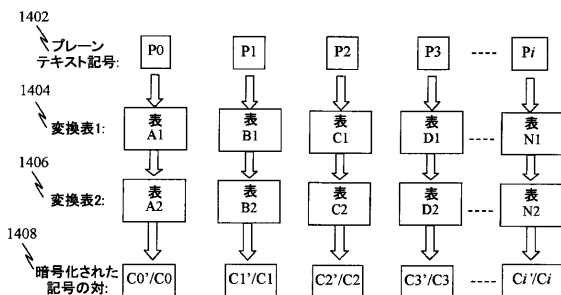 1402
プレーン
テキスト記号: P0 P1 P2 P3 ---- Pi
1404
変換表1: 表 A1 表 B1 表 C1 表 D1 ---- 表 N1
1406
変換表2: 表 A2 表 B2 表 C2 表 D2 ---- 表 N2
1408
暗号化された
記号の対: C0'/C0 C1'/C1 C2'/C2 C3'/C3 ---- Ci'/Ci